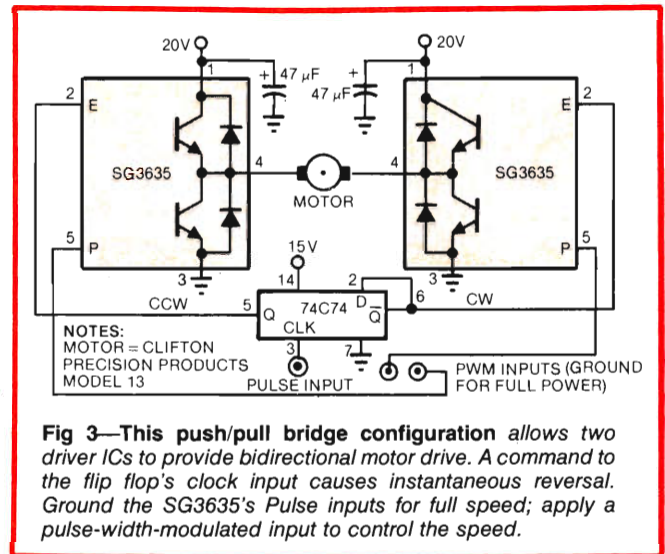 20V
20V
1
+
47 μF
47 μF
+
1
2
E
E
2
SG3635
4
4
SG3635
MOTOR
5
P
P
5
3
15V
3
14
2
6
CCW
5
Q
74C74
D
Q̅
CW
CLK
3
7
NOTES:
MOTOR = CLIFTON
PRECISION PRODUCTS
MODEL 13
PULSE INPUT
PWM INPUTS (GROUND
FOR FULL POWER)
Fig 3—This push/pull bridge configuration allows two
driver ICs to provide bidirectional motor drive. A command to
the flip flop's clock input causes instantaneous reversal.
Ground the SG3635's Pulse inputs for full speed; apply a
pulse-width-modulated input to control the speed.